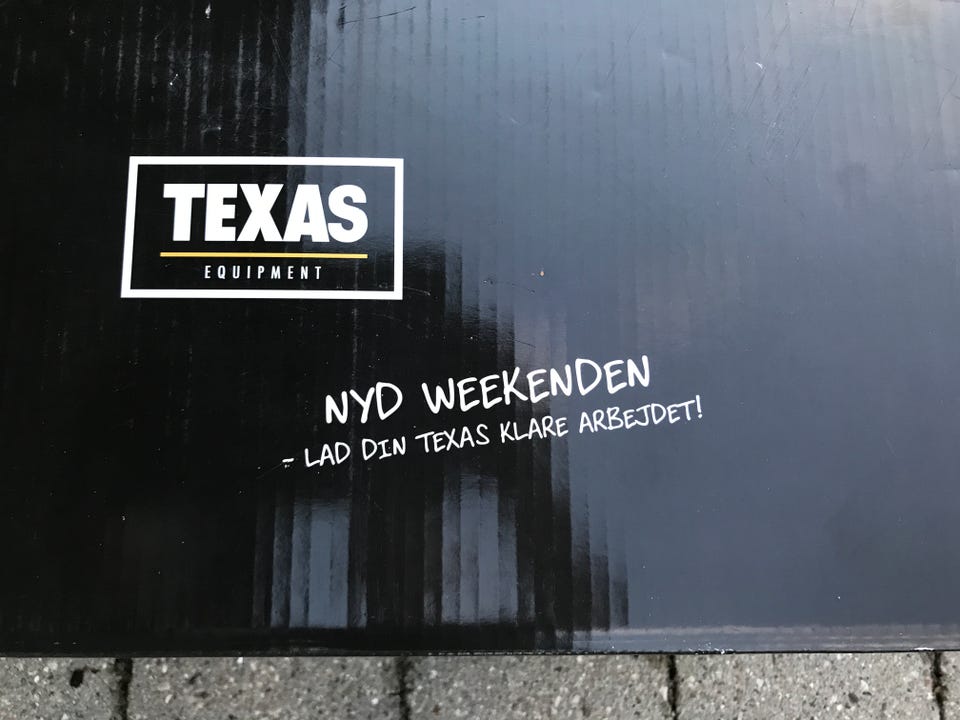 TEXAS
EQUIPMENT
NYD WEEKENDEN
- LAD DIN TEXAS KLARE ARBEJDET!